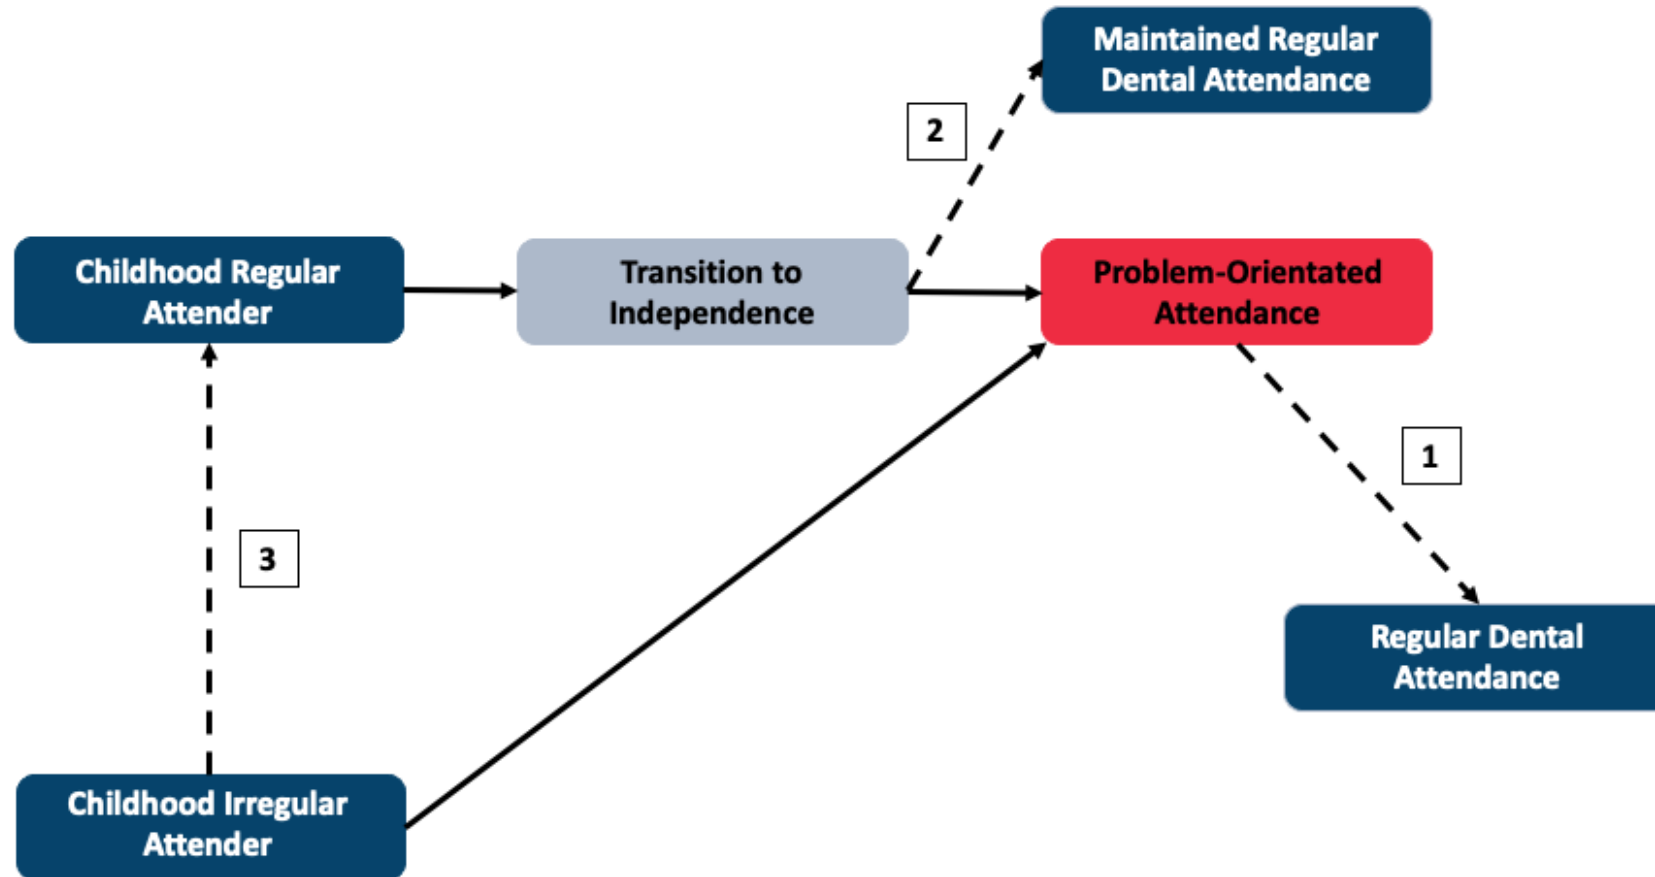 Maintained Regular
Dental Attendance
2
Childhood Regular
Attender
Transition to
Independence
Problem-Orientated
Attendance
1
3
Regular Dental
Attendance
Childhood Irregular
Attender